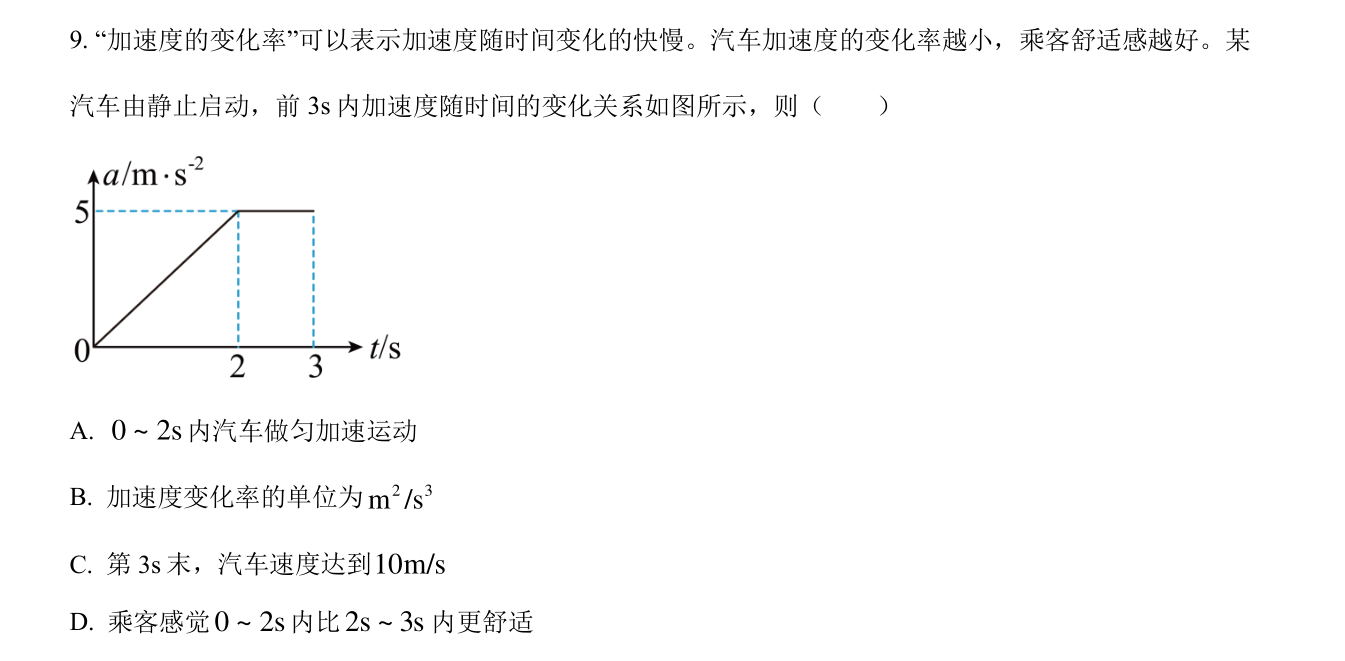 9. “加速度的变化率”可以表示加速度随时间变化的快慢。汽车加速度的变化率越小，乘客舒适感越好。某
汽车由静止启动，前 3s 内加速度随时间的变化关系如图所示，则（　　）
a/m·s⁻²
5
0
2
3
t/s
A. 0 ~ 2s 内汽车做匀加速运动
B. 加速度变化率的单位为 m²/s³
C. 第 3s 末，汽车速度达到10m/s
D. 乘客感觉 0 ~ 2s 内比 2s ~ 3s 内更舒适